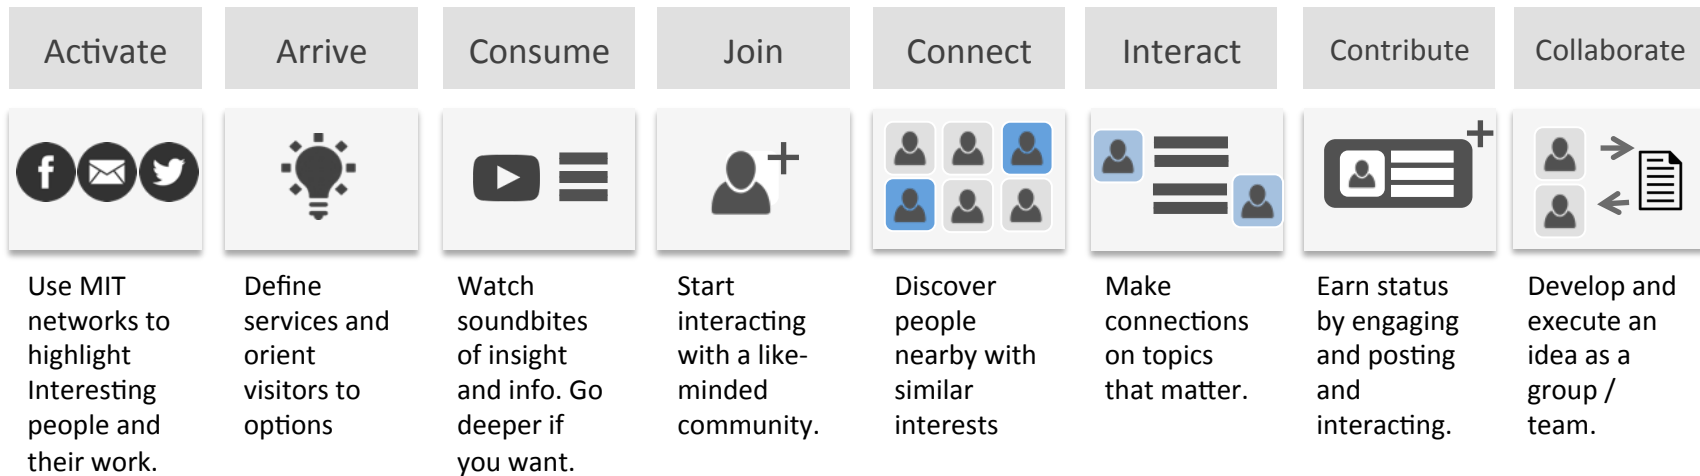 Activate
Arrive
Consume
Join
Connect
Interact
Contribute
Collaborate
Use MIT
networks to
highlight
Interesting
people and
their work.
Define
services and
orient
visitors to
options
Watch
soundbites
of insight
and info. Go
deeper if
you want.
Start
interacting
with a like-
minded
community.
Discover
people
nearby with
similar
interests
Make
connections
on topics
that matter.
Earn status
by engaging
and posting
and
interacting.
Develop and
execute an
idea as a
group /
team.